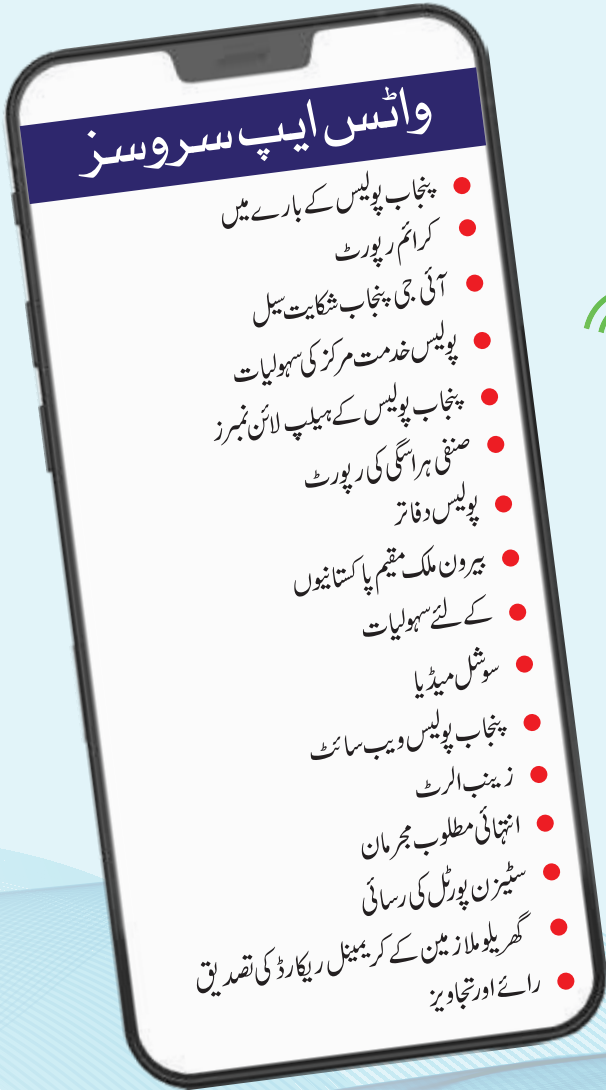 واٹس ایپ سروسز
پنجاب پولیس کے بارے میں
کرائم رپورٹ
آئی جی پنجاب شکایت سیل
پولیس خدمت مرکز کی سہولیات
پنجاب پولیس کے ہیلپ لائن نمبرز
صنفی ہراسگی کی رپورٹ
پولیس دفاتر
بیرون ملک مقیم پاکستانیوں
کے لئے سہولیات
سوشل میڈیا
پنجاب پولیس ویب سائٹ
زینب الرٹ
انتہائی مطلوب مجرمان
سٹیزن پورٹل کی رسائی
گھریلو ملازمین کے کریمینل ریکارڈ کی تصدیق
رائے اور تجاویز